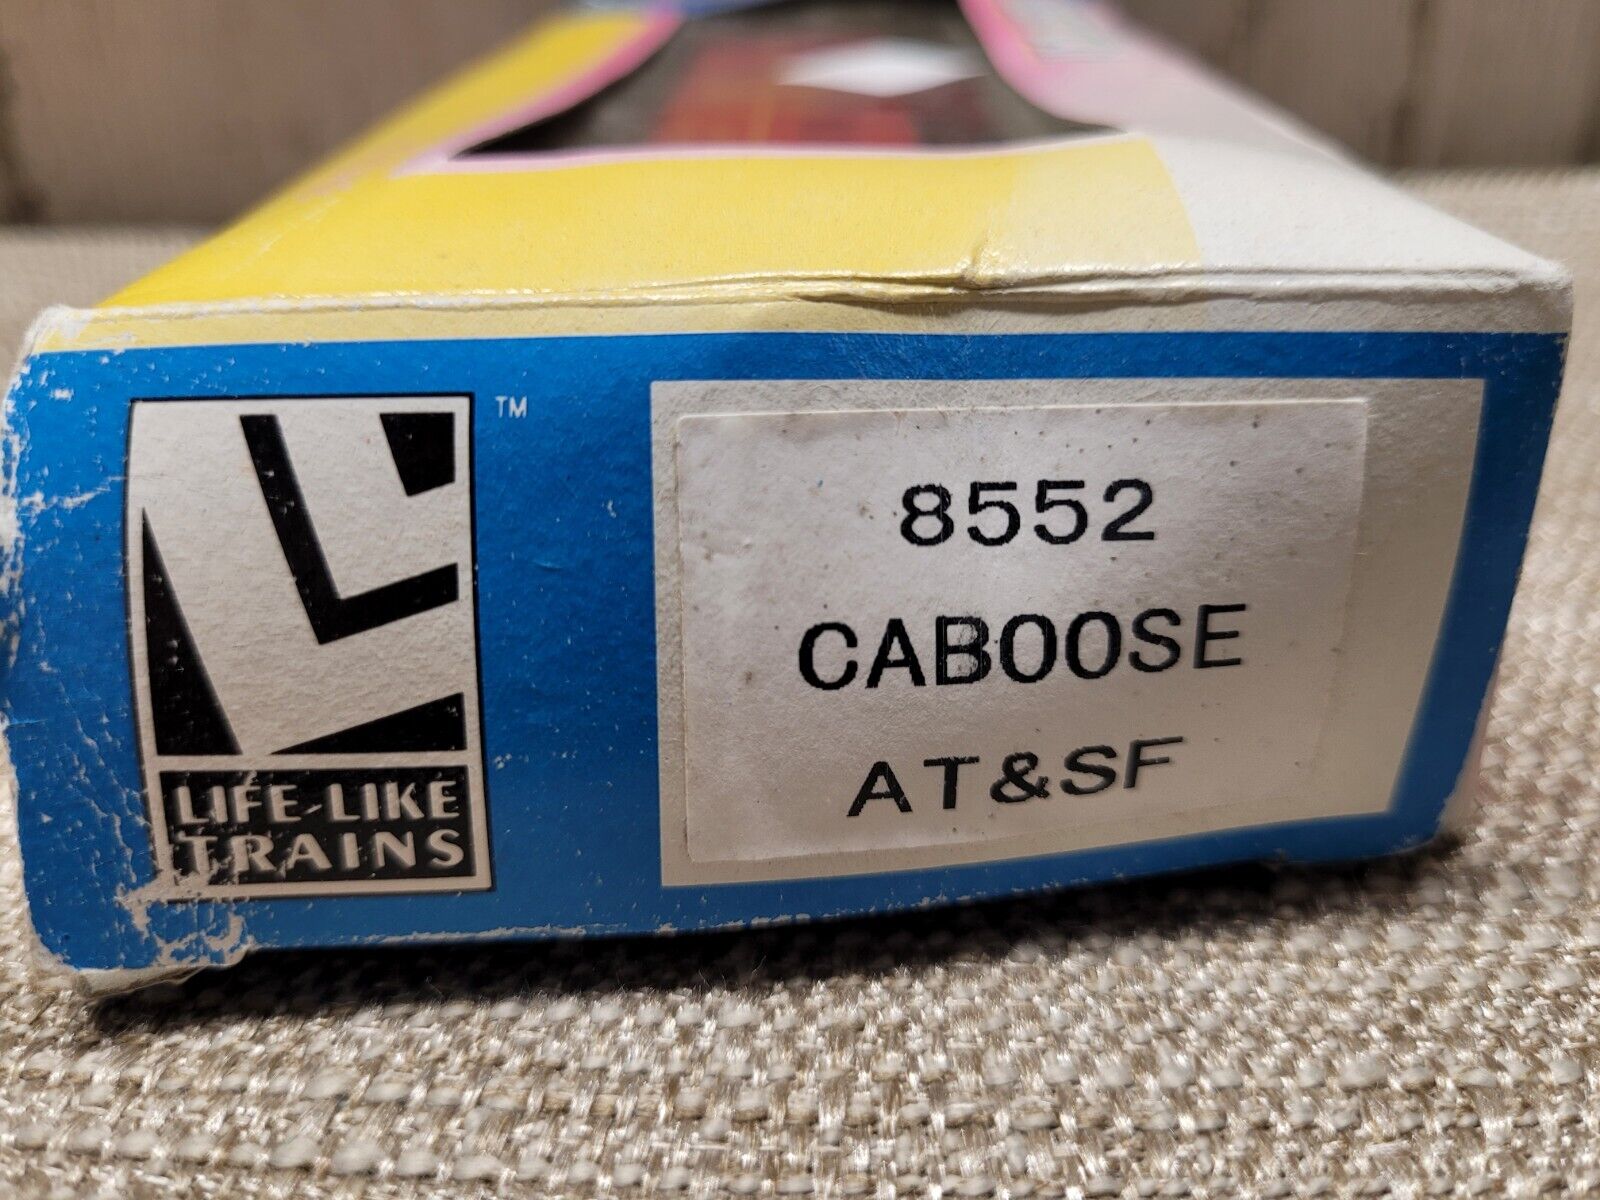 TM
LIFE-LIKE
TRAINS
8552
CABOOSE
AT&SF